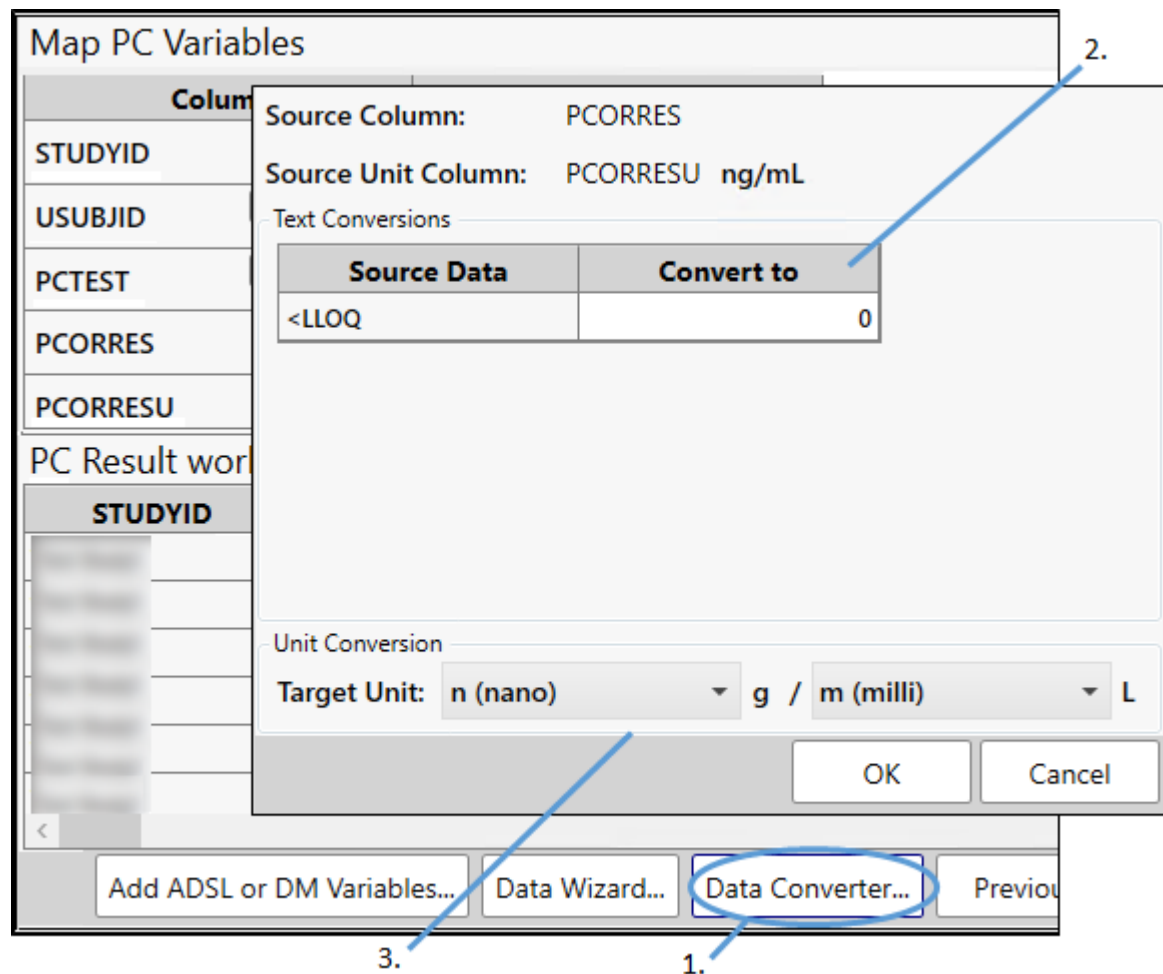 Map PC Variables
2.
Colum
Source Column: PCORRES
STUDYID
Source Unit Column: PCORRESU ng/mL
USUBJID
Text Conversions
Source Data Convert to
PCTEST
<LLOQ 0
PCORRES
PCORRESU
PC Result worl
STUDYID
Unit Conversion
Target Unit: n (nano) g / m (milli) L
OK Cancel
Add ADSL or DM Variables... Data Wizard... Data Converter... Previou
3. 1.